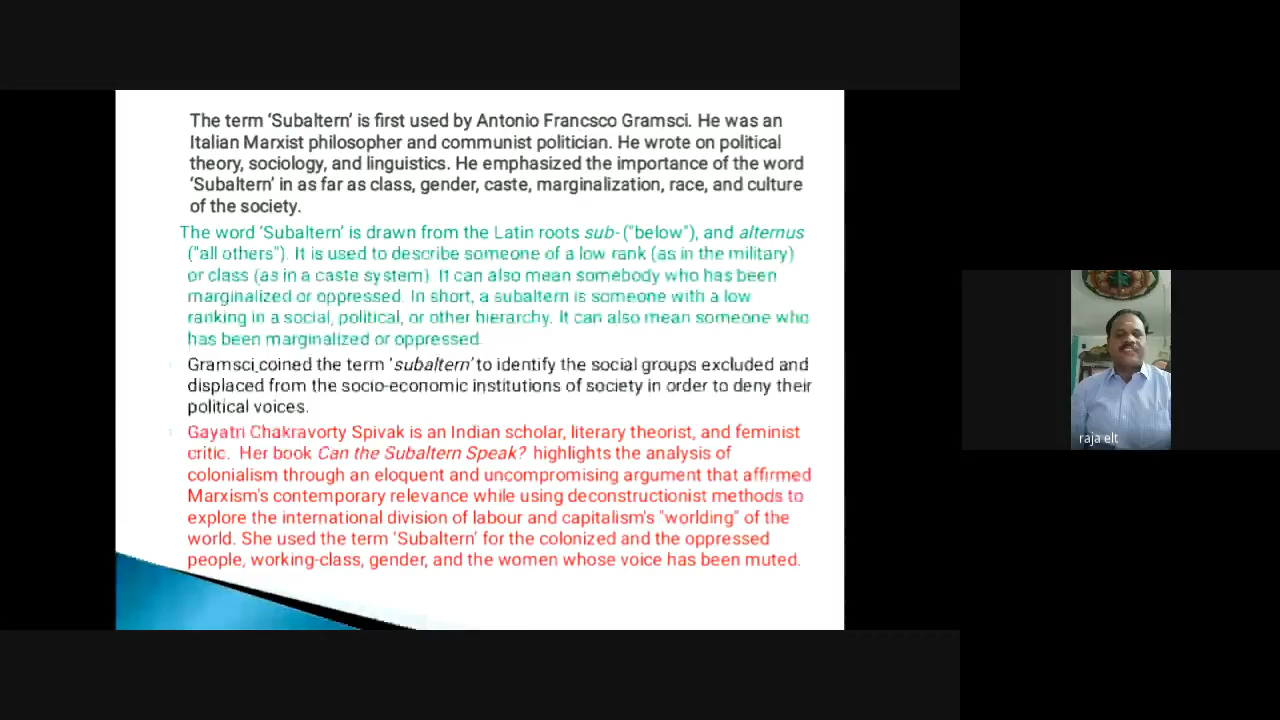 The term ‘Subaltern’ is first used by Antonio Francsco Gramsci. He was an
Italian Marxist philosopher and communist politician. He wrote on political
theory, sociology, and linguistics. He emphasized the importance of the word
‘Subaltern’ in as far as class, gender, caste, marginalization, race, and culture
of the society.
The word ‘Subaltern’ is drawn from the Latin roots sub- ("below"), and alternus
("all others"). It is used to describe someone of a low rank (as in the military)
or class (as in a caste system). It can also mean somebody who has been
marginalized or oppressed. In short, a subaltern is someone with a low
ranking in a social, political, or other hierarchy. It can also mean someone who
has been marginalized or oppressed.
Gramsci coined the term ‘subaltern’ to identify the social groups excluded and
displaced from the socio-economic institutions of society in order to deny their
political voices.
Gayatri Chakravorty Spivak is an Indian scholar, literary theorist, and feminist
critic. Her book Can the Subaltern Speak? highlights the analysis of
colonialism through an eloquent and uncompromising argument that affirmed
Marxism's contemporary relevance while using deconstructionist methods to
explore the international division of labour and capitalism's "worlding" of the
world. She used the term ‘Subaltern’ for the colonized and the oppressed
people, working-class, gender, and the women whose voice has been muted.
raja elt